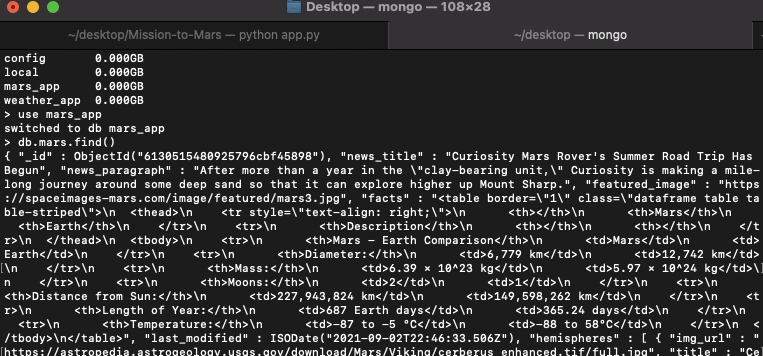 Desktop — mongo — 108×28
~/desktop/Mission-to-Mars — python app.py
~/desktop — mongo
config 0.000GB
local 0.000GB
mars_app 0.000GB
weather_app 0.000GB
> use mars_app
switched to db mars_app
> db.mars.find()
{ "_id" : ObjectId("6130515480925796cbf45898"), "news_title" : "Curiosity Mars Rover's Summer Road Trip Has
Begun", "news_paragraph" : "After more than a year in the \"clay-bearing unit,\" Curiosity is making a mile-
long journey around some deep sand so that it can explore higher up Mount Sharp.", "featured_image" : "https
://spaceimages-mars.com/image/featured/mars3.jpg", "facts" : "<table border=\"1\" class=\"dataframe table ta
ble-striped\">\n <thead>\n <tr style=\"text-align: right;\">\n <th></th>\n <th>Mars</th>\n
<th>Earth</th>\n </tr>\n <tr>\n <th>Description</th>\n <th></th>\n <th></th>\n </t
r>\n </thead>\n <tbody>\n <tr>\n <th>Mars - Earth Comparison</th>\n <td>Mars</td>\n <td>
Earth</td>\n </tr>\n <tr>\n <th>Diameter:</th>\n <td>6,779 km</td>\n <td>12,742 km</td>
\n </tr>\n <tr>\n <th>Mass:</th>\n <td>6.39 × 10^23 kg</td>\n <td>5.97 × 10^24 kg</td>\
n </tr>\n <tr>\n <th>Moons:</th>\n <td>2</td>\n <td>1</td>\n </tr>\n <tr>\n
<th>Distance from Sun:</th>\n <td>227,943,824 km</td>\n <td>149,598,262 km</td>\n </tr>\n <t
r>\n <th>Length of Year:</th>\n <td>687 Earth days</td>\n <td>365.24 days</td>\n </tr>\n
<tr>\n <th>Temperature:</th>\n <td>-87 to -5 °C</td>\n <td>-88 to 58°C</td>\n </tr>\n <
/tbody>\n</table>", "last_modified" : ISODate("2021-09-02T22:46:33.506Z"), "hemispheres" : [ { "img_url" : "
https://astropedia.astrogeology.usgs.gov/download/Mars/Viking/cerberus_enhanced.tif/full.jpg", "title" : "Ce